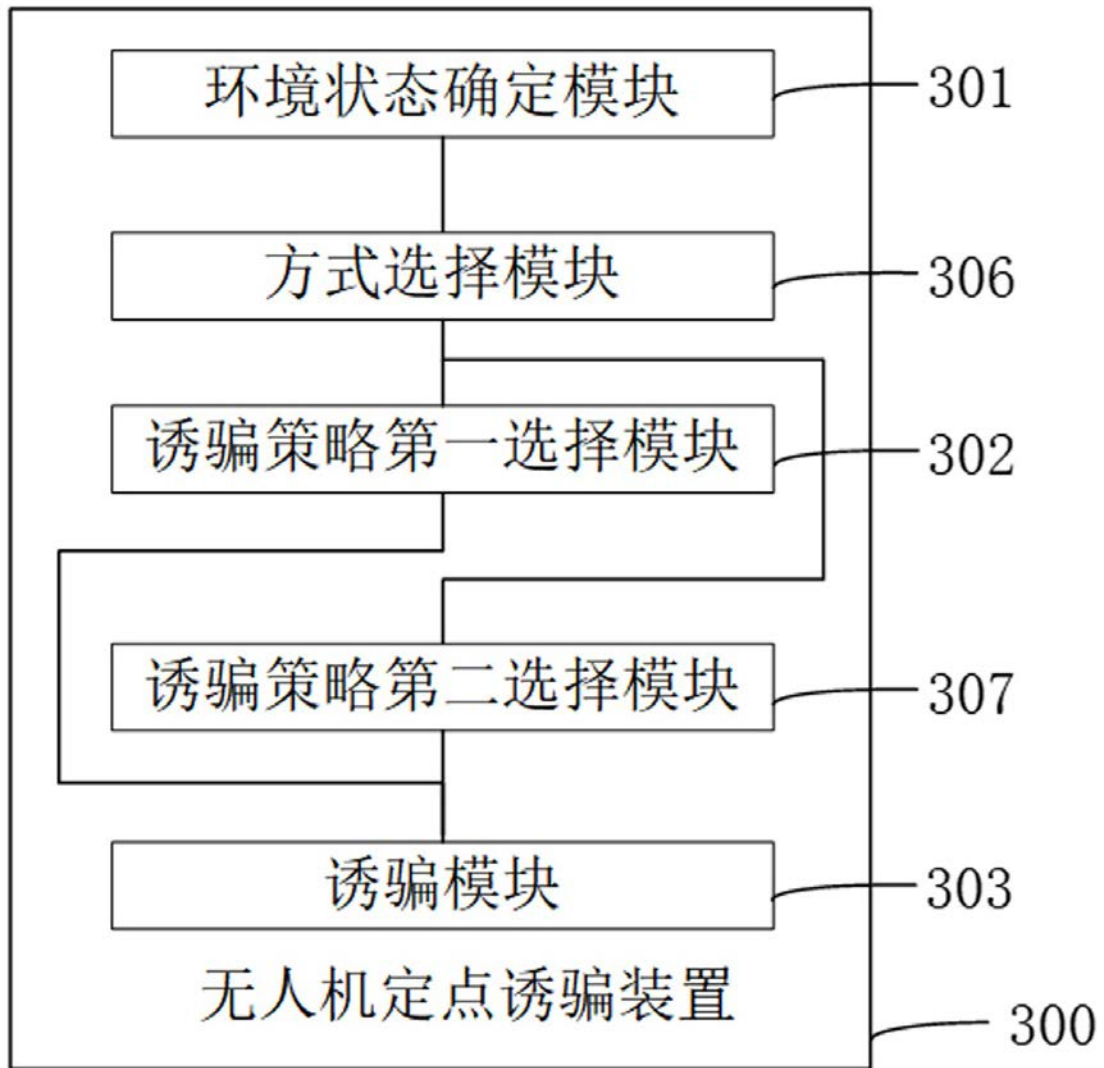 环境状态确定模块
301
方式选择模块
306
诱骗策略第一选择模块
302
诱骗策略第二选择模块
307
诱骗模块
303
无人机定点诱骗装置
300